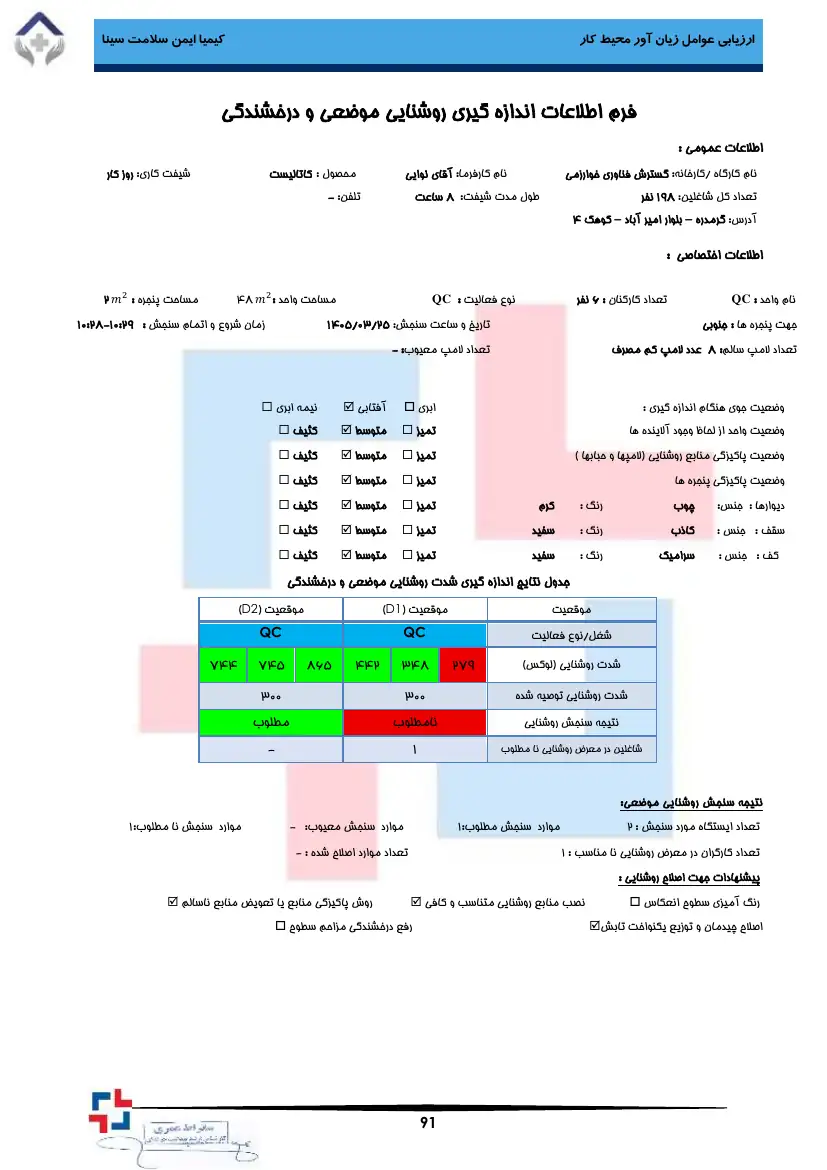 ارزیابی عوامل زیان آور محیط کار کیمیا ایمن سلامت سینا
فرم اطلاعات اندازه گیری روشنایی موضعی و درخشندگی
اطلاعات عمومی :
نام کارگاه /کارخانه: گسترش فناوری خوارزمی نام کارفرما: آقای نوایی محصول : کاتالیست شیفت کاری: روز کار
تعداد کل شاغلین: ۱۹۸ نفر طول مدت شیفت: ۸ ساعت تلفن: -
آدرس: گرمدره – بلوار امیر آباد – کوهک ۴
اطلاعات اختصاصی :
نام واحد : QC تعداد کارکنان : ۶ نفر نوع فعالیت : QC مساحت واحد : ۴۸ m² مساحت پنجره : ۲ m²
جهت پنجره ها : جنوبی تاریخ و ساعت سنجش: ۱۴۰۵/۰۳/۲۵ زمان شروع و اتمام سنجش : ۱۰:۲۸-۱۰:۲۹
تعداد لامپ سالم: ۸ عدد لامپ کم مصرف تعداد لامپ معیوب: -
وضعیت جوی هنگام اندازه گیری : ابری ☐ آفتابی ☑ نیمه ابری ☐
وضعیت واحد از لحاظ وجود آلاینده ها تمیز ☐ متوسط ☑ کثیف ☐
وضعیت پاکیزگی منابع روشنایی (لامپها و حبابها ) تمیز ☐ متوسط ☑ کثیف ☐
وضعیت پاکیزگی پنجره ها تمیز ☐ متوسط ☑ کثیف ☐
دیوارها : جنس: چوب رنگ : کرم تمیز ☐ متوسط ☑ کثیف ☐
سقف : جنس : کاذب رنگ : سفید تمیز ☐ متوسط ☑ کثیف ☐
کف : جنس : سرامیک رنگ : سفید تمیز ☐ متوسط ☑ کثیف ☐
جدول نتایج اندازه گیری شدت روشنایی موضعی و درخشندگی
موقعیت موقعیت (D1) موقعیت (D2)
شغل/نوع فعالیت QC QC
شدت روشنایی (لوکس) ۲۷۹ ۳۴۸ ۴۴۲ ۸۶۵ ۷۴۵ ۷۴۴
شدت روشنایی توصیه شده ۳۰۰ ۳۰۰
نتیجه سنجش روشنایی نامطلوب مطلوب
شاغلین در معرض روشنایی نا مطلوب ۱ -
نتیجه سنجش روشنایی موضعی:
تعداد ایستگاه مورد سنجش : ۲ موارد سنجش مطلوب:۱ موارد سنجش معیوب: - موارد سنجش نا مطلوب:۱
تعداد کارگران در معرض روشنایی نا مناسب : ۱ تعداد موارد اصلاح شده : -
پیشنهادات جهت اصلاح روشنایی :
رنگ آمیزی سطوح انعکاس ☐ نصب منابع روشنایی متناسب و کافی ☑ روش پاکیزگی منابع یا تعویض منابع ناسالم ☑
اصلاح چیدمان و توزیع یکنواخت تابش☑ رفع درخشندگی مزاحم سطوح ☐
91